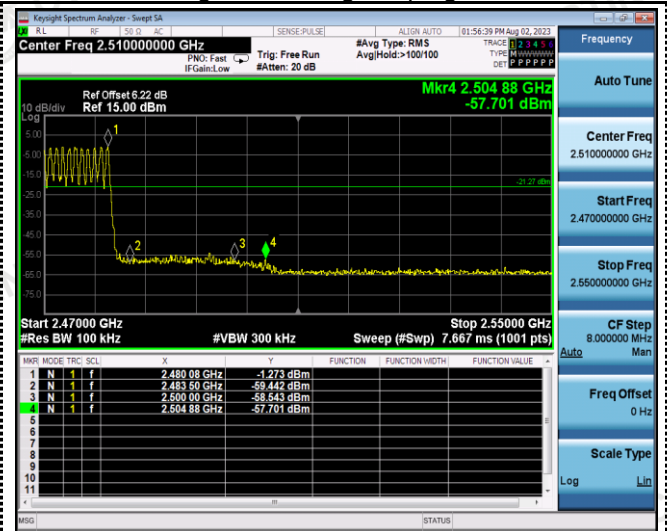 Keysight Spectrum Analyzer - Swept SA
RL RF 50 Ω AC SENSE:PULSE ALIGN AUTO 01:56:39 PM Aug 02, 2023
Center Freq 2.510000000 GHz
PNO: Fast
IFGain:Low
Trig: Free Run
#Atten: 20 dB
#Avg Type: RMS
Avg|Hold:>100/100
TRACE 1 2 3 4 5 6
TYPE M W W W W W
DET P P P P P P
Frequency
Auto Tune
Center Freq
2.510000000 GHz
Start Freq
2.470000000 GHz
Stop Freq
2.550000000 GHz
CF Step
8.000000 MHz
Auto Man
Freq Offset
0 Hz
Scale Type
Log Lin
Mkr4 2.504 88 GHz
-57.701 dBm
Ref Offset 6.22 dB
10 dB/div Ref 15.00 dBm
Log
5.00
-5.00
-15.0
-25.0
-35.0
-45.0
-55.0
-65.0
-75.0
1
2
3
4
-21.27 dBm
Start 2.47000 GHz Stop 2.55000 GHz
#Res BW 100 kHz #VBW 300 kHz Sweep (#Swp) 7.667 ms (1001 pts)
MKR MODE TRC SCL X Y FUNCTION FUNCTION WIDTH FUNCTION VALUE
1 N 1 f 2.480 08 GHz -1.273 dBm
2 N 1 f 2.483 50 GHz -59.442 dBm
3 N 1 f 2.500 00 GHz -58.543 dBm
4 N 1 f 2.504 88 GHz -57.701 dBm
5
6
7
8
9
10
11
MSG STATUS